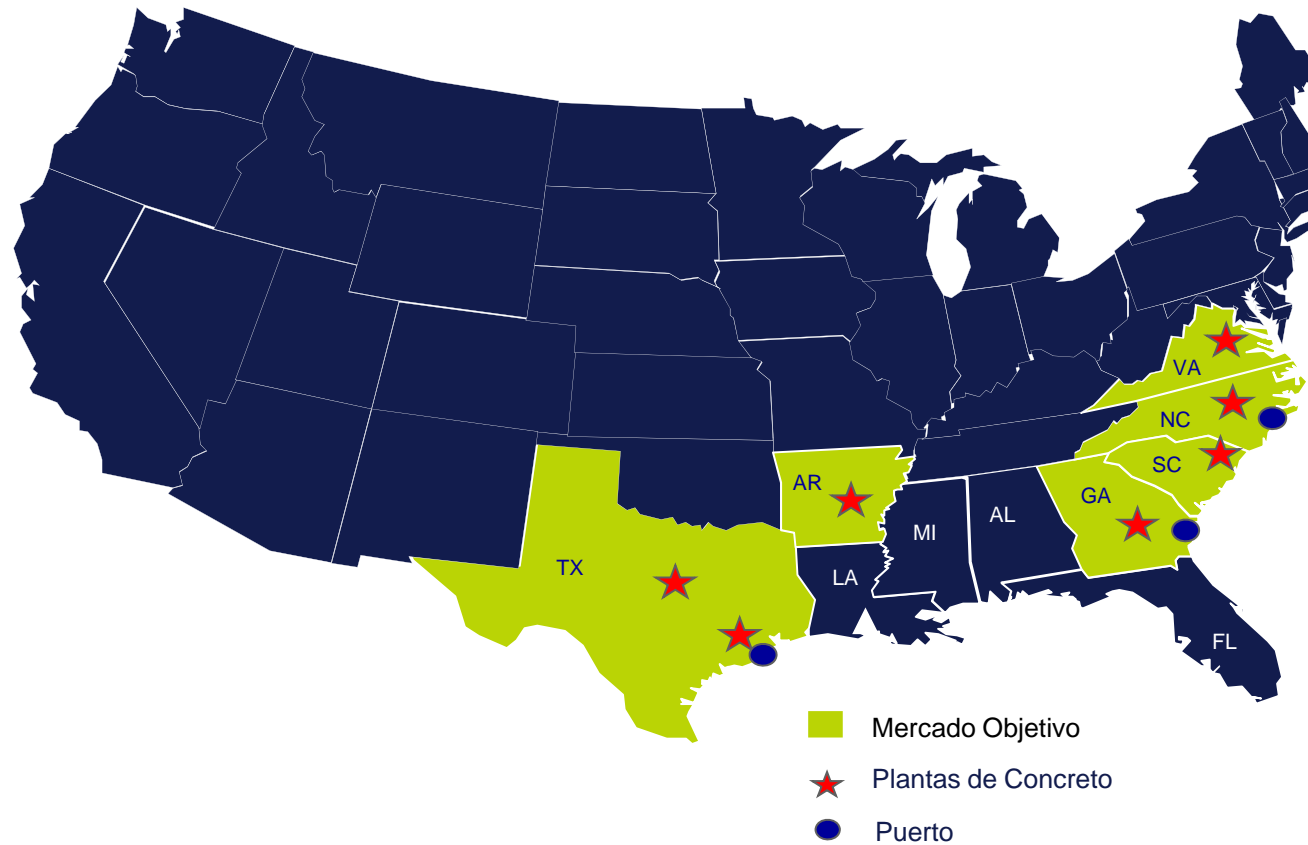 VA
NC
SC
AR
GA
AL
MI
TX
LA
FL
Mercado Objetivo
Plantas de Concreto
Puerto